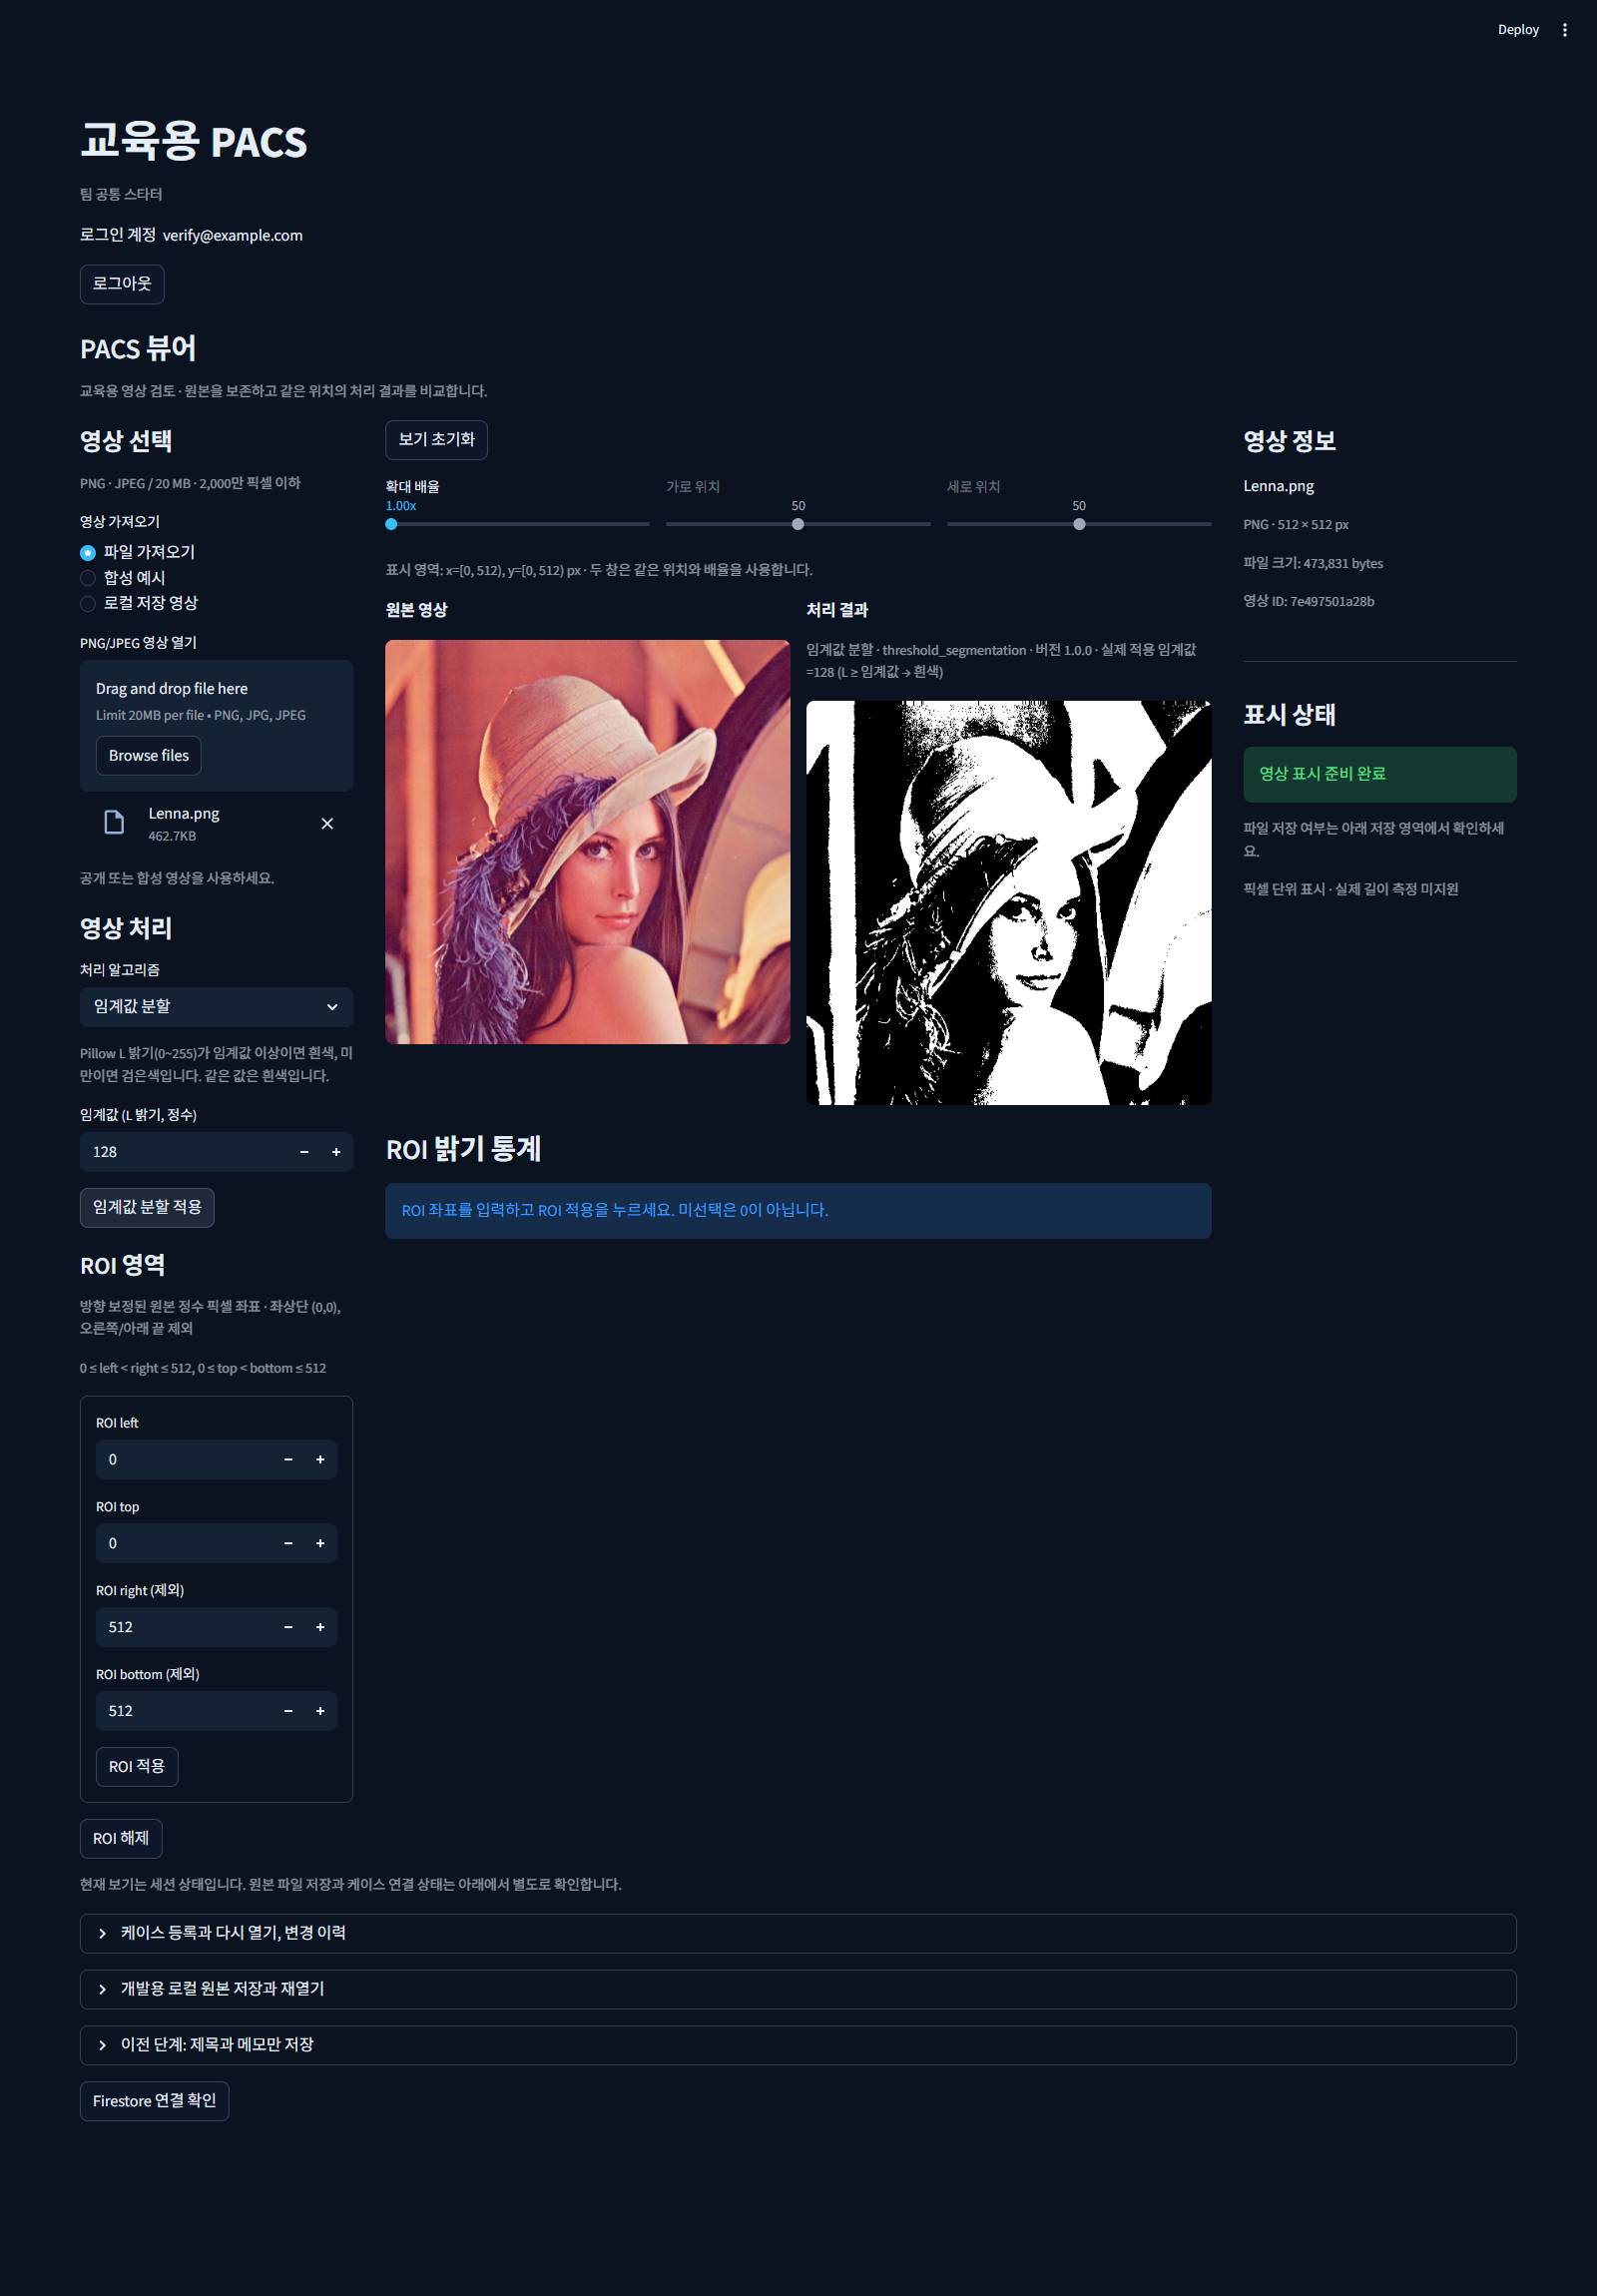 Deploy
교육용 PACS
팀 공통 스타터
로그인 계정 verify@example.com
로그아웃
PACS 뷰어
교육용 영상 검토 · 원본을 보존하고 같은 위치의 처리 결과를 비교합니다.
영상 선택
PNG · JPEG / 20 MB · 2,000만 픽셀 이하
영상 가져오기
파일 가져오기
합성 예시
로컬 저장 영상
PNG/JPEG 영상 열기
Drag and drop file here
Limit 20MB per file • PNG, JPG, JPEG
Browse files
Lenna.png
462.7KB
공개 또는 합성 영상을 사용하세요.
영상 처리
처리 알고리즘
임계값 분할
Pillow L 밝기(0~255)가 임계값 이상이면 흰색, 미
만이면 검은색입니다. 같은 값은 흰색입니다.
임계값 (L 밝기, 정수)
128
임계값 분할 적용
ROI 영역
방향 보정된 원본 정수 픽셀 좌표 · 좌상단 (0,0),
오른쪽/아래 끝 제외
0 ≤ left < right ≤ 512, 0 ≤ top < bottom ≤ 512
ROI left
0
ROI top
0
ROI right (제외)
512
ROI bottom (제외)
512
ROI 적용
ROI 해제
보기 초기화
확대 배율
1.00x
가로 위치
50
세로 위치
50
표시 영역: x=[0, 512), y=[0, 512) px · 두 창은 같은 위치와 배율을 사용합니다.
원본 영상
처리 결과
임계값 분할 · threshold_segmentation · 버전 1.0.0 · 실제 적용 임계값
=128 (L ≥ 임계값 → 흰색)
ROI 밝기 통계
ROI 좌표를 입력하고 ROI 적용을 누르세요. 미선택은 0이 아닙니다.
영상 정보
Lenna.png
PNG · 512 × 512 px
파일 크기: 473,831 bytes
영상 ID: 7e497501a28b
표시 상태
영상 표시 준비 완료
파일 저장 여부는 아래 저장 영역에서 확인하세
요.
픽셀 단위 표시 · 실제 길이 측정 미지원
현재 보기는 세션 상태입니다. 원본 파일 저장과 케이스 연결 상태는 아래에서 별도로 확인합니다.
케이스 등록과 다시 열기, 변경 이력
개발용 로컬 원본 저장과 재열기
이전 단계: 제목과 메모만 저장
Firestore 연결 확인